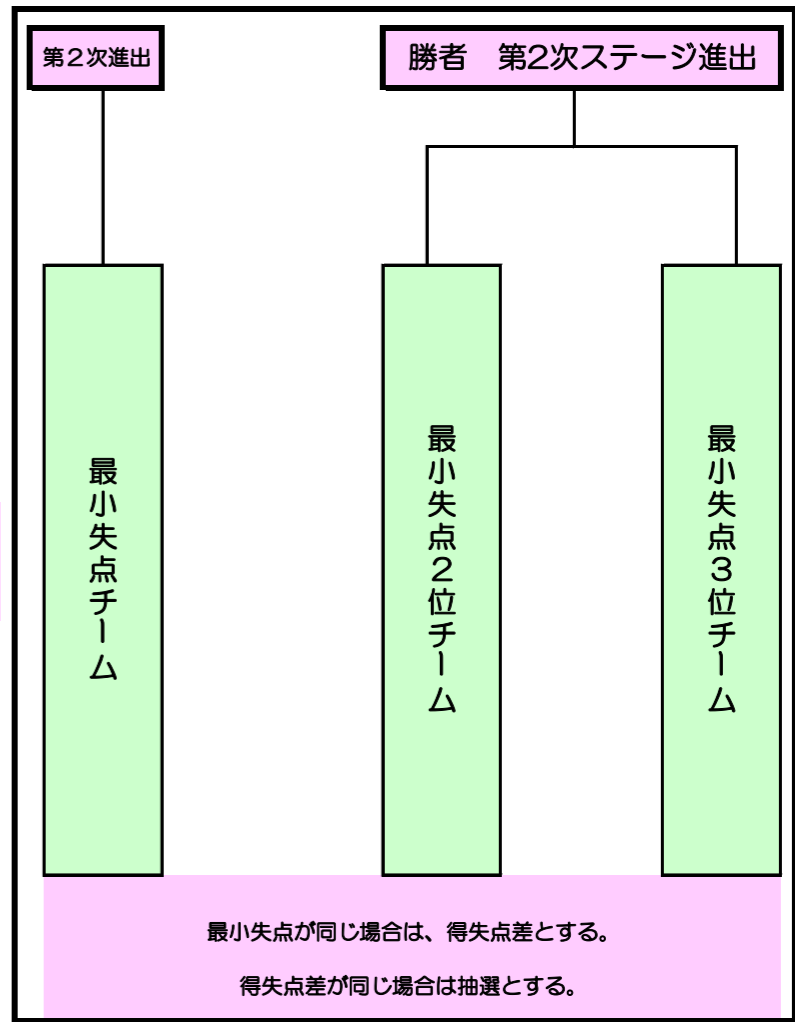 第２次進出
勝者　第2次ステージ進出
最小失点チーム
最小失点２位チーム
最小失点３位チーム
最小失点が同じ場合は、得失点差とする。
得失点差が同じ場合は抽選とする。